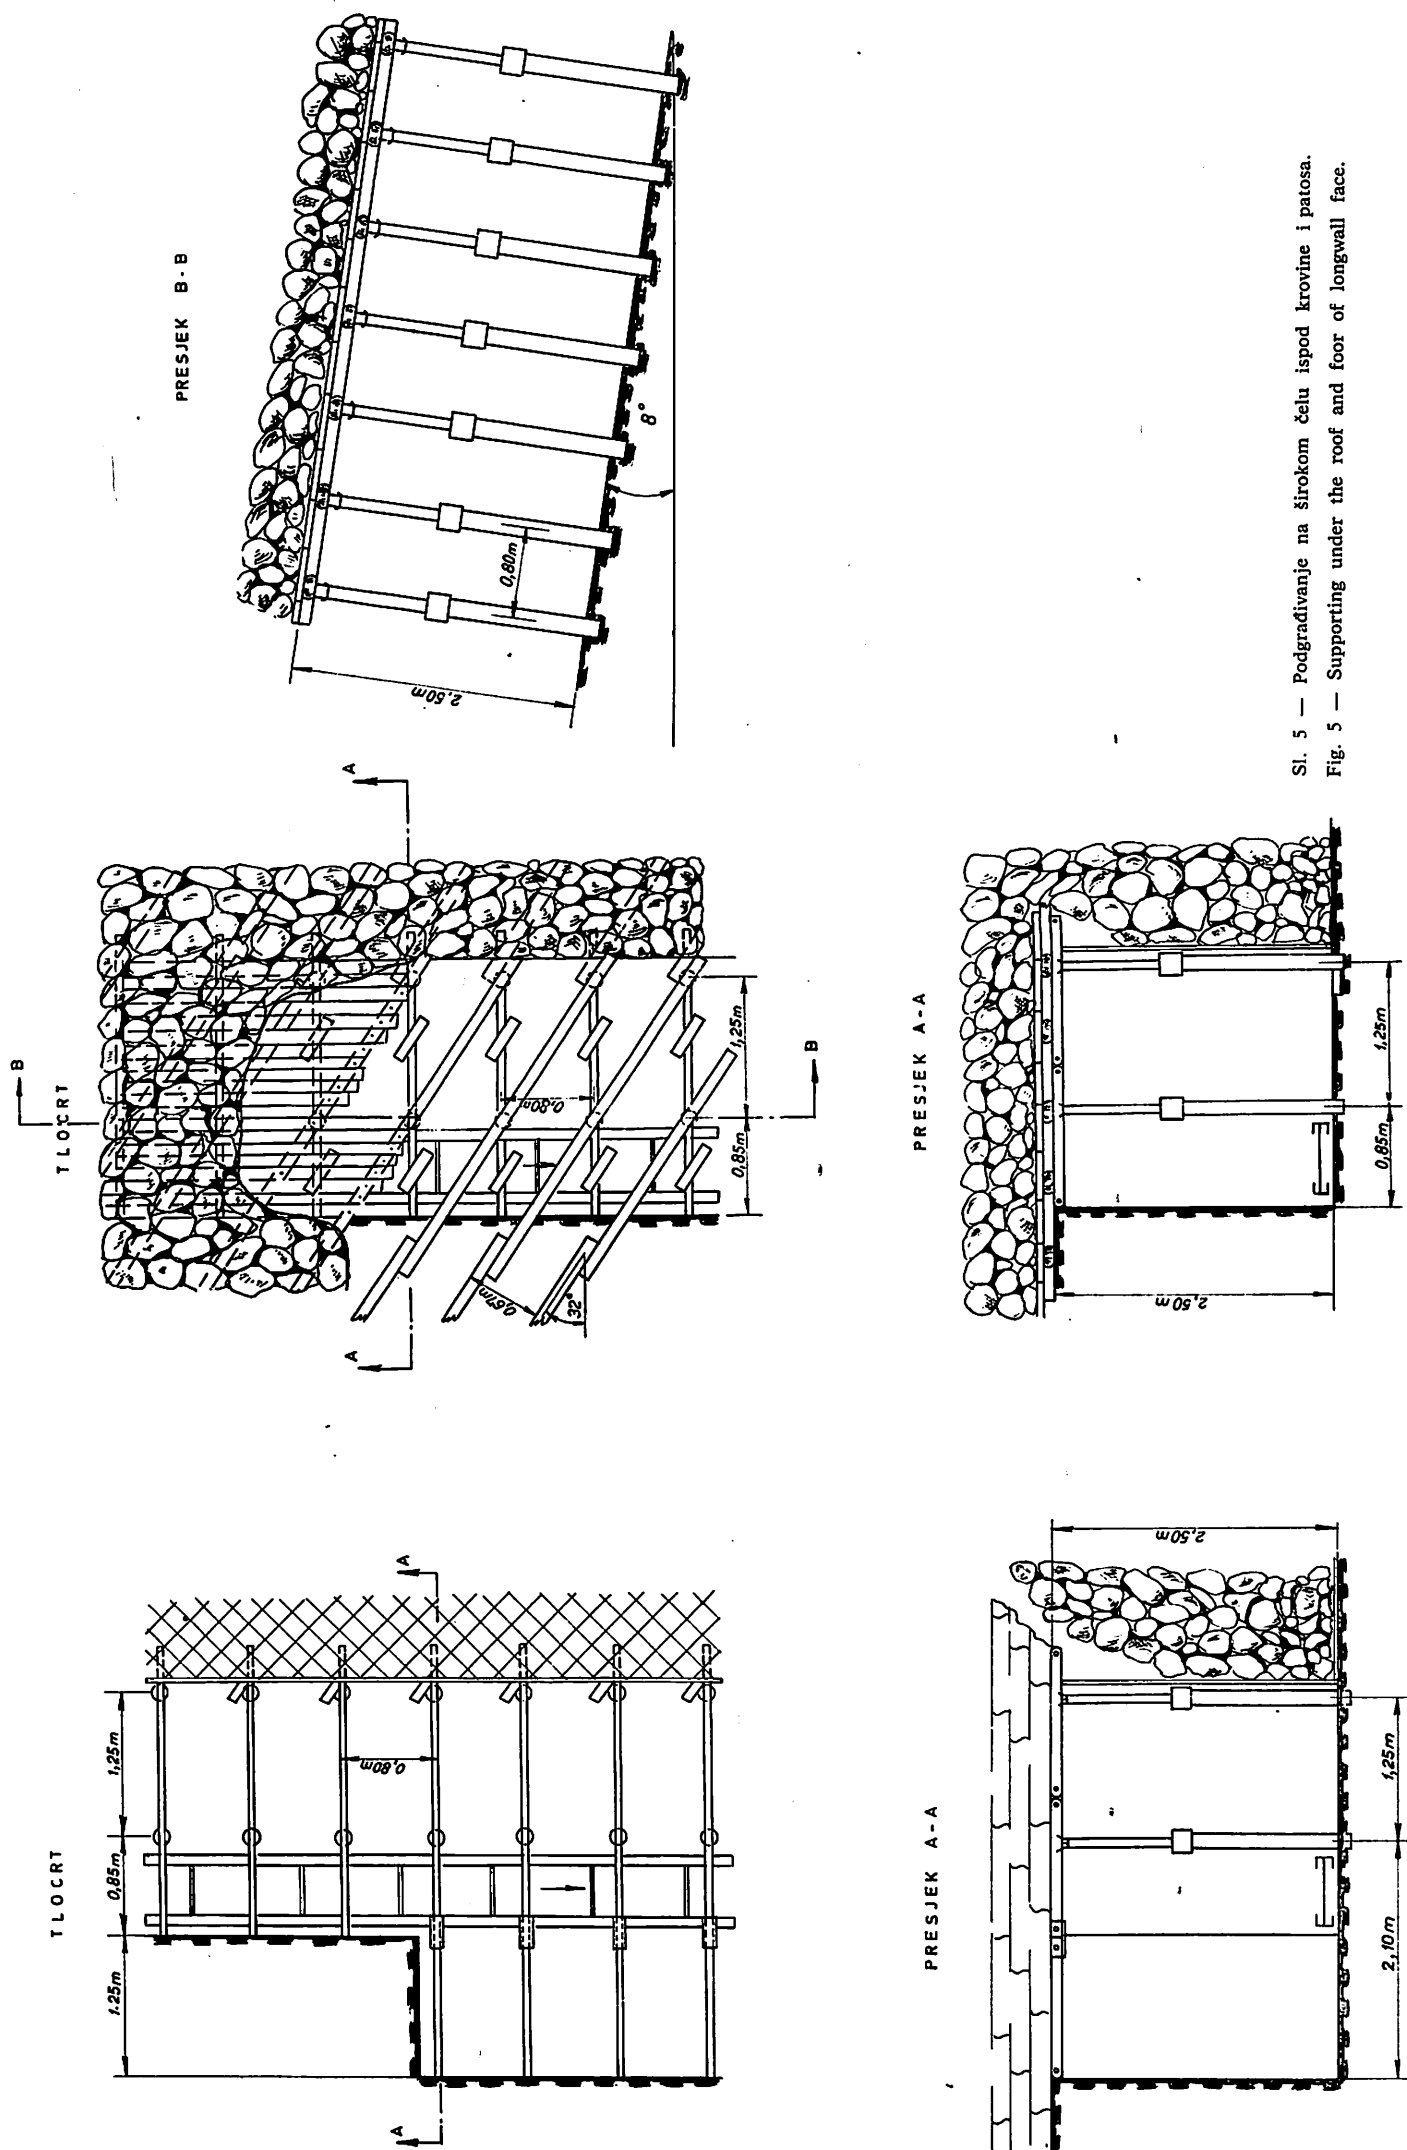 TLOCRT
1.25m
0,85m
1,25m
0,80m
A
A
TLOCRT
B
B
A
A
0,80m
0,67m
32°
0,85m
1,25m
PRESJEK B-B
2,50m
0,80m
8°
PRESJEK A-A
2,50m
2,10m
1,25m
PRESJEK A-A
2,50m
0,85m
1,25m
Sl. 5 — Podgrađivanje na širokom čelu ispod krovine i patosa.
Fig. 5 — Supporting under the roof and foor of longwall face.